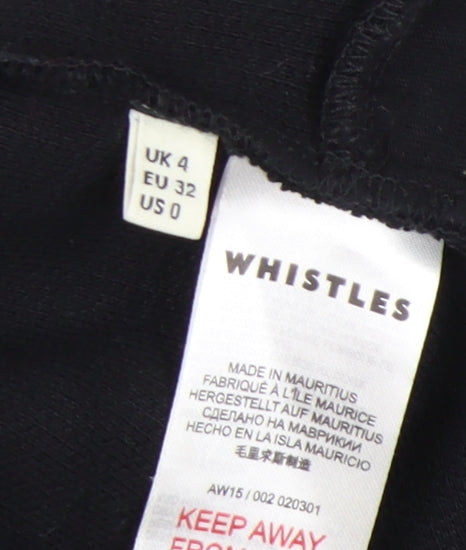 UK 4
EU 32
US 0
WHISTLES
MADE IN MAURITIUS
FABRIQUÉ À L'ÎLE MAURICE
HERGESTELLT AUF MAURITIUS
СДЕЛАНО НА МАВРИКИИ
HECHO EN LA ISLA MAURICIO
毛里求斯制造
AW15 / 002 020301
KEEP AWAY
FROM